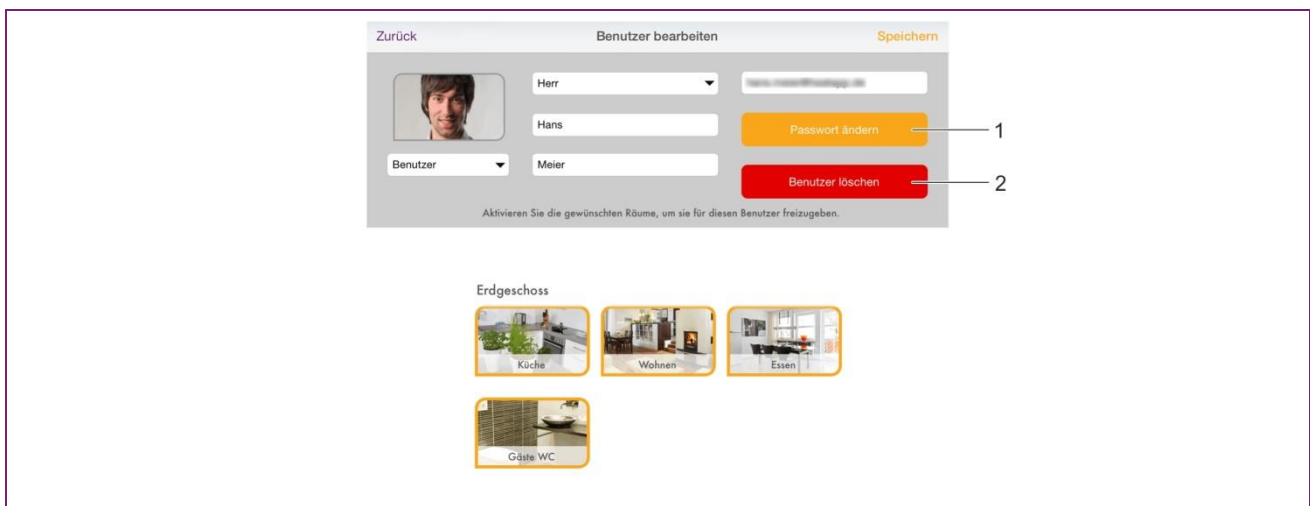 Zurück Benutzer bearbeiten Speichern
Herr
Hans Passwort ändern 1
Benutzer Meier
Benutzer löschen 2
Aktivieren Sie die gewünschten Räume, um sie für diesen Benutzer freizugeben.
Erdgeschoss
Küche Wohnen Essen
Gäste WC